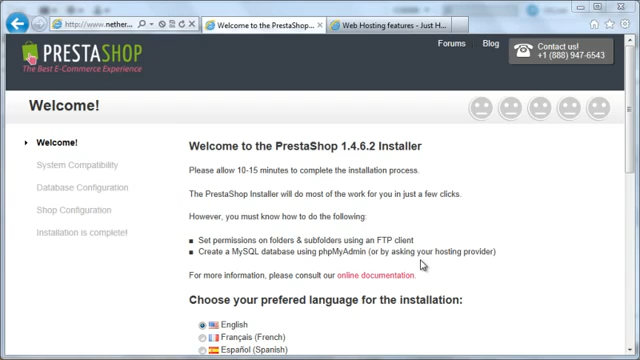 http://www.nether...
Welcome to the PrestaShop...
Web Hosting features - Just H...
PRESTASHOP
The Best E-Commerce Experience
Forums
Blog
Contact us!
+1 (888) 947-6543
Welcome!
Welcome!
System Compatibility
Database Configuration
Shop Configuration
Installation is complete!
Welcome to the PrestaShop 1.4.6.2 Installer
Please allow 10-15 minutes to complete the installation process.
The PrestaShop Installer will do most of the work for you in just a few clicks.
However, you must know how to do the following:
Set permissions on folders & subfolders using an FTP client
Create a MySQL database using phpMyAdmin (or by asking your hosting provider)
For more information, please consult our online documentation.
Choose your prefered language for the installation:
English
Français (French)
Español (Spanish)